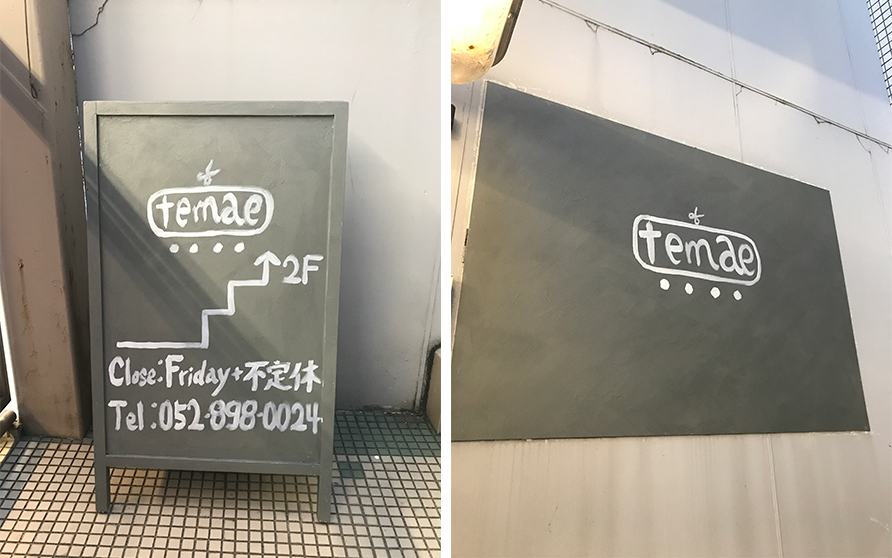 temae
2F
Close:Friday+不定休
Tel:052-898-0024
temae